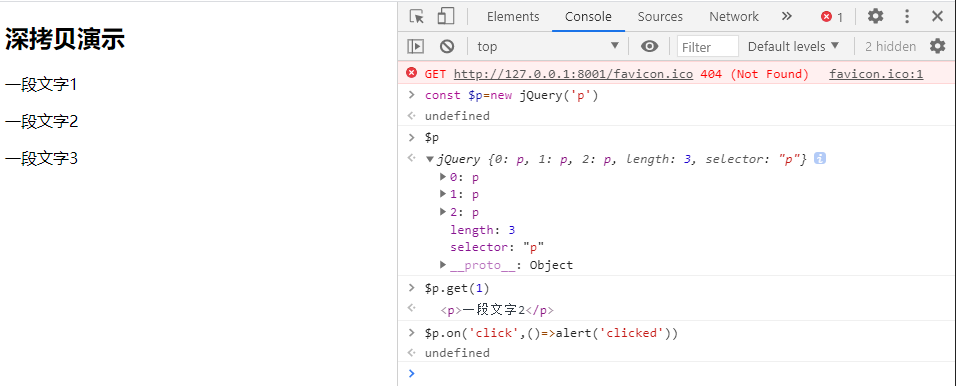 深拷贝演示
一段文字1
一段文字2
一段文字3
Elements Console Sources Network » 1
top Filter Default levels 2 hidden
GET http://127.0.0.1:8001/favicon.ico 404 (Not Found) favicon.ico:1
const $p=new jQuery('p')
undefined
$p
jQuery {0: p, 1: p, 2: p, length: 3, selector: "p"}
0: p
1: p
2: p
length: 3
selector: "p"
__proto__: Object
$p.get(1)
<p>一段文字2</p>
$p.on('click',()=>alert('clicked'))
undefined